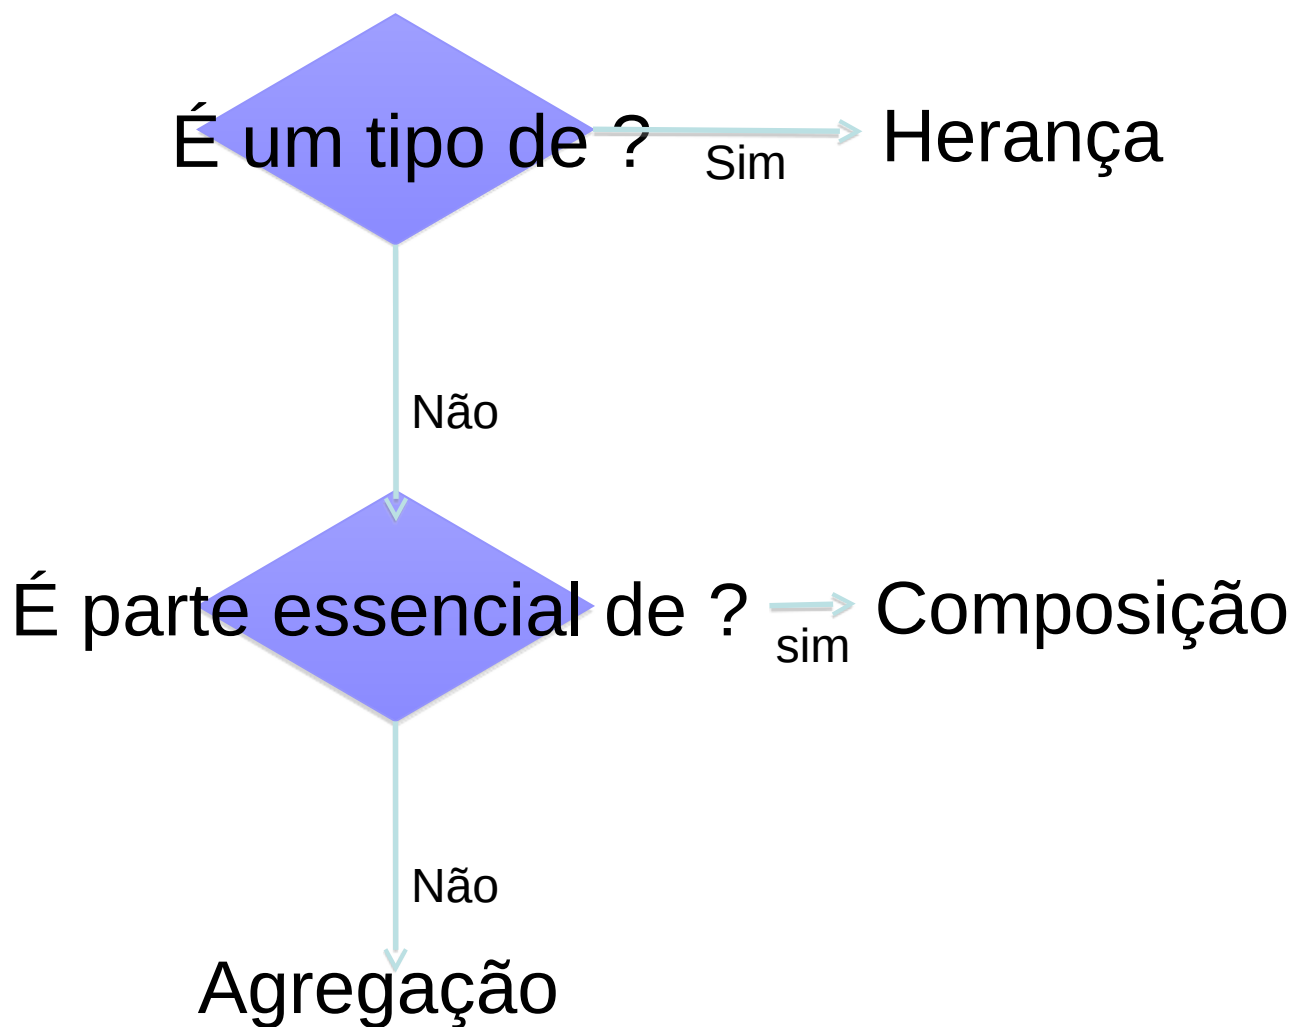 É um tipo de ?
Sim
Herança
Não
É parte essencial de ?
sim
Composição
Não
Agregação